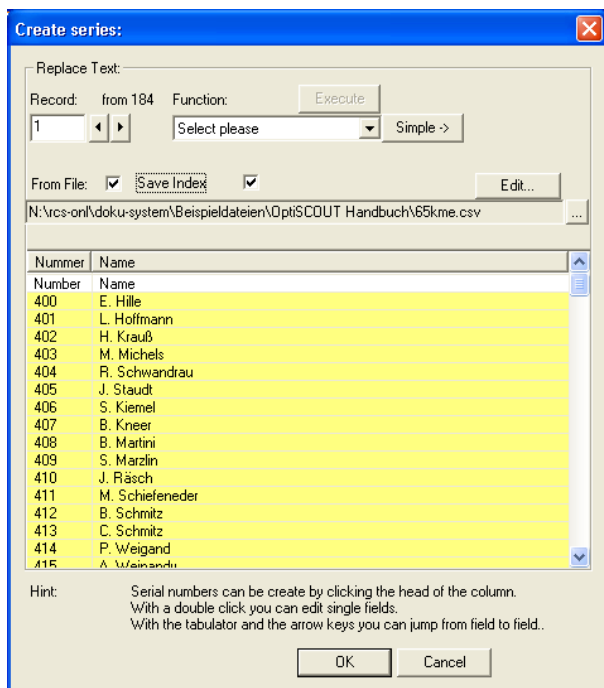 Create series:
Replace Text:
Record: from 184 Function: Execute
1 Select please Simple ->
From File: Save Index Edit...
N:\rcs-onl\doku-system\Beispieldateien\OptiSCOUT Handbuch\65kme.csv ...
Nummer Name
Number Name
400 E. Hille
401 L. Hoffmann
402 H. Krauß
403 M. Michels
404 R. Schwandrau
405 J. Staudt
406 S. Kiemel
407 B. Kneer
408 B. Martini
409 S. Marzlin
410 J. Räsch
411 M. Schiefeneder
412 B. Schmitz
413 C. Schmitz
414 P. Weigand
415 A. Weinandy
Hint: Serial numbers can be create by clicking the head of the column.
With a double click you can edit single fields.
With the tabulator and the arrow keys you can jump from field to field..
OK Cancel